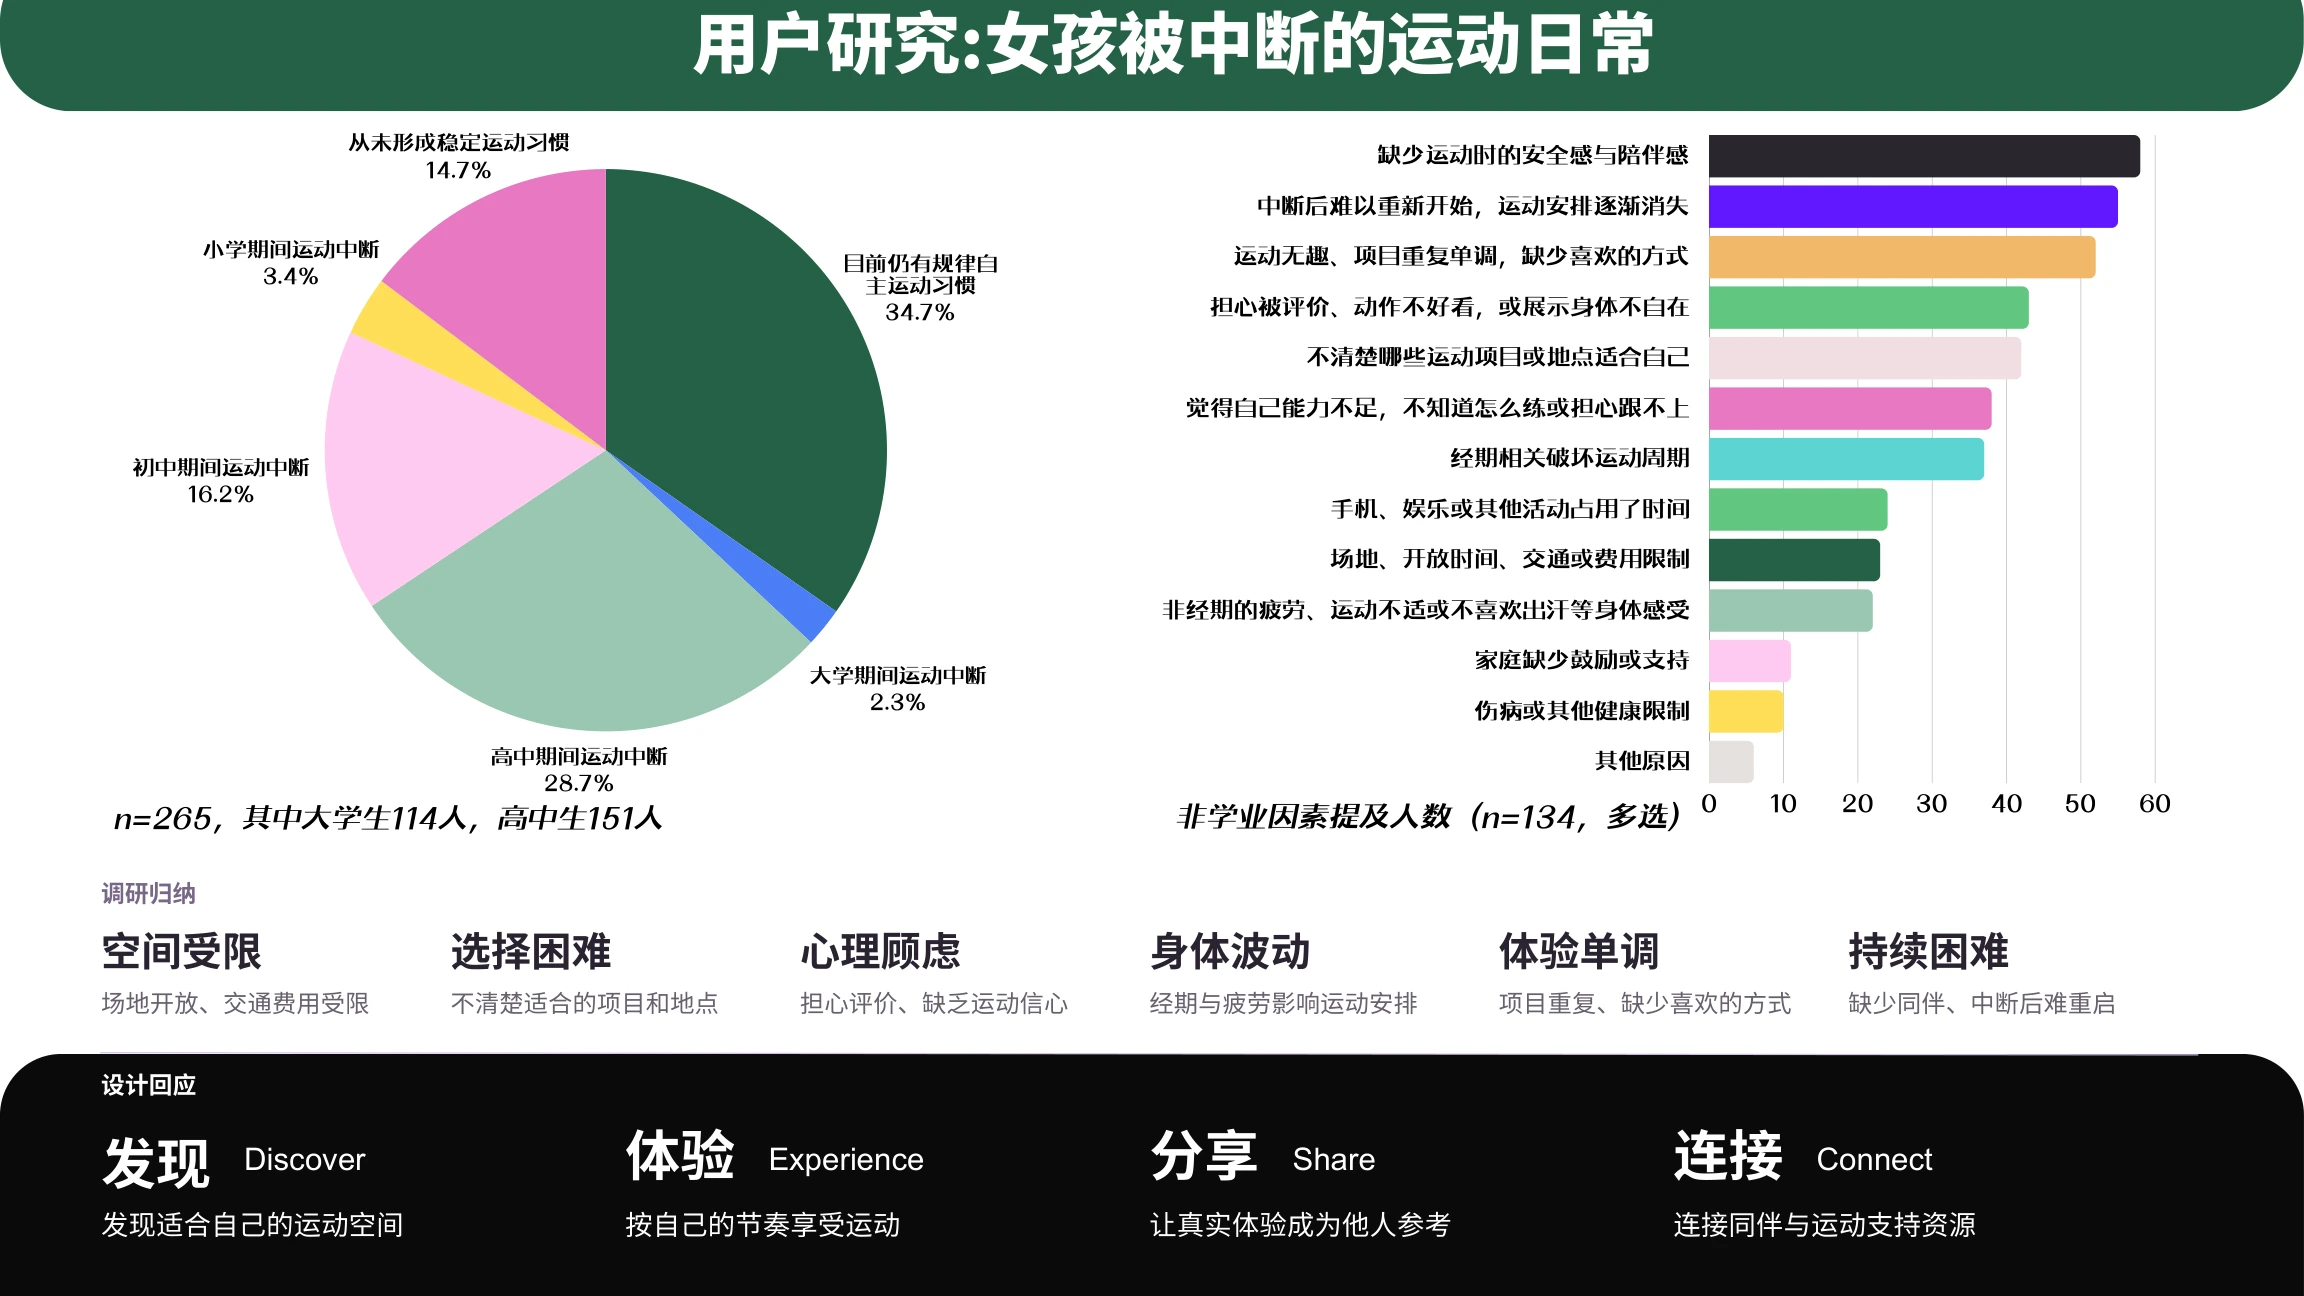 用户研究:女孩被中断的运动日常
从未形成稳定运动习惯
14.7%
小学期间运动中断
3.4%
目前仍有规律自
主运动习惯
34.7%
初中期间运动中断
16.2%
大学期间运动中断
2.3%
高中期间运动中断
28.7%
n=265，其中大学生114人，高中生151人
缺少运动时的安全感与陪伴感
中断后难以重新开始，运动安排逐渐消失
运动无趣、项目重复单调，缺少喜欢的方式
担心被评价、动作不好看，或展示身体不自在
不清楚哪些运动项目或地点适合自己
觉得自己能力不足，不知道怎么练或担心跟不上
经期相关破坏运动周期
手机、娱乐或其他活动占用了时间
场地、开放时间、交通或费用限制
非经期的疲劳、运动不适或不喜欢出汗等身体感受
家庭缺少鼓励或支持
伤病或其他健康限制
其他原因
0 10 20 30 40 50 60
非学业因素提及人数（n=134，多选）
调研归纳
空间受限
场地开放、交通费用受限
选择困难
不清楚适合的项目和地点
心理顾虑
担心评价、缺乏运动信心
身体波动
经期与疲劳影响运动安排
体验单调
项目重复、缺少喜欢的方式
持续困难
缺少同伴、中断后难重启
设计回应
发现 Discover
发现适合自己的运动空间
体验 Experience
按自己的节奏享受运动
分享 Share
让真实体验成为他人参考
连接 Connect
连接同伴与运动支持资源